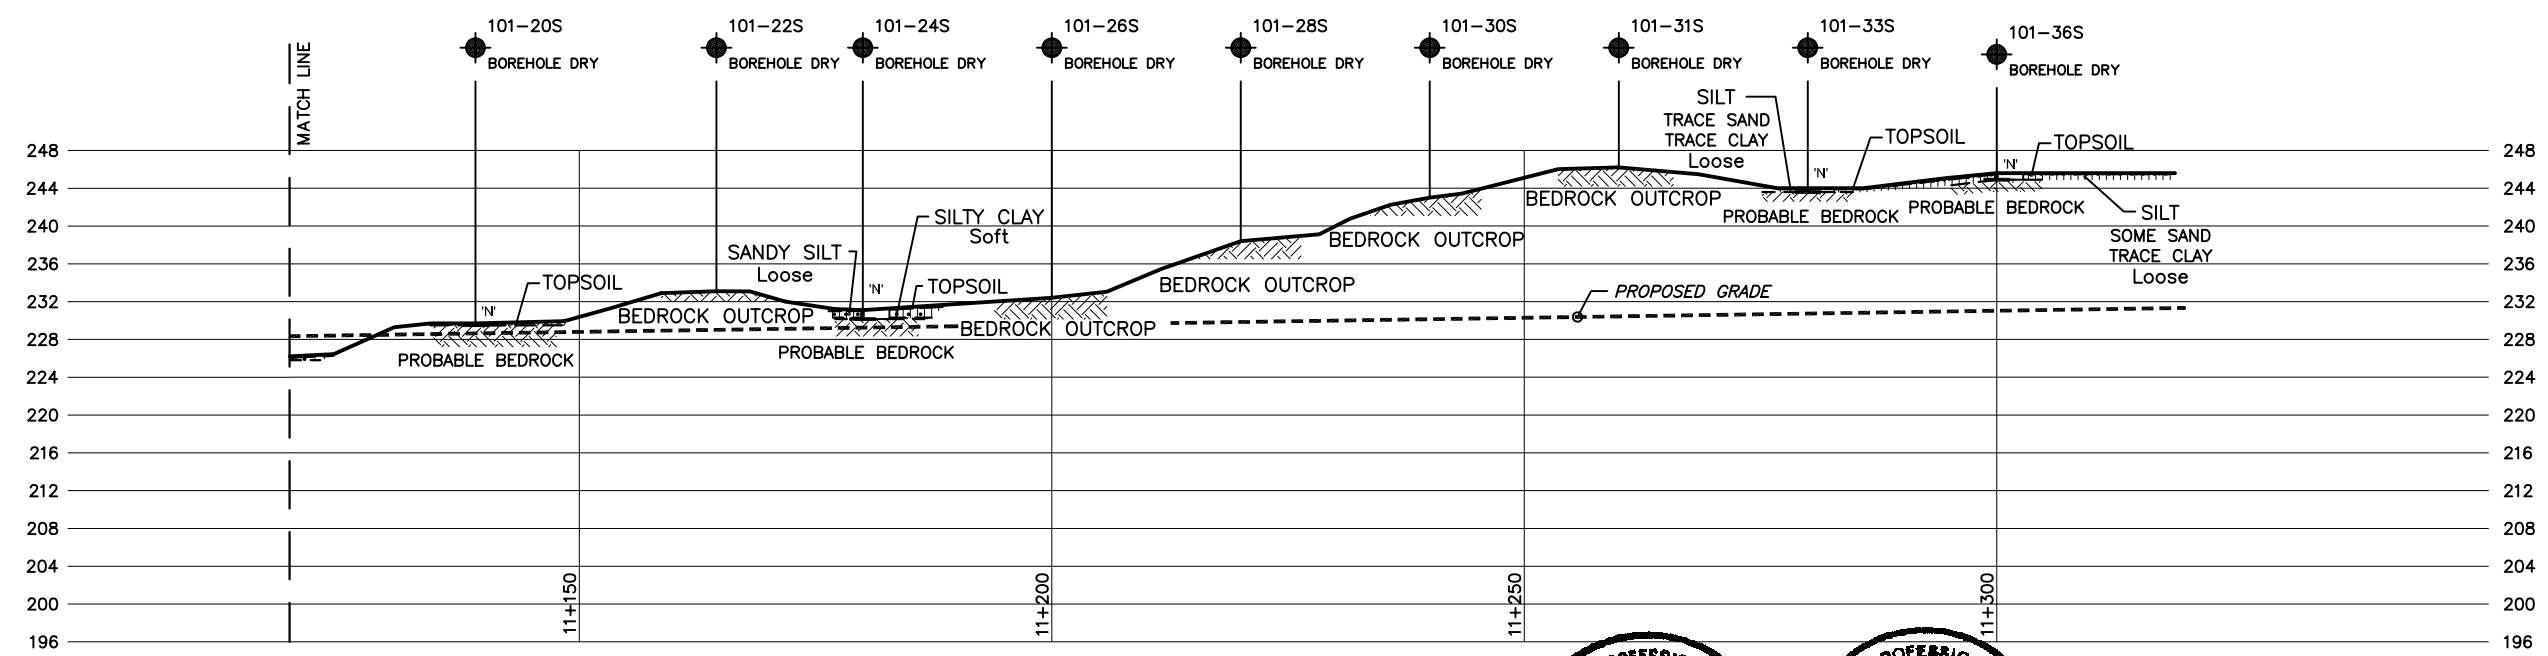 101-20S
BOREHOLE DRY
101-22S
BOREHOLE DRY
101-24S
BOREHOLE DRY
101-26S
BOREHOLE DRY
101-28S
BOREHOLE DRY
101-30S
BOREHOLE DRY
101-31S
BOREHOLE DRY
101-33S
BOREHOLE DRY
101-36S
BOREHOLE DRY
MATCH LINE
SILT
TRACE SAND
TRACE CLAY
Loose
TOPSOIL
'N'
TOPSOIL
'N'
BEDROCK OUTCROP
PROBABLE BEDROCK
PROBABLE BEDROCK
SILT
SOME SAND
TRACE CLAY
Loose
SILTY CLAY
Soft
SANDY SILT
Loose
BEDROCK OUTCROP
BEDROCK OUTCROP
TOPSOIL
'N'
'N'
TOPSOIL
PROPOSED GRADE
BEDROCK OUTCROP
BEDROCK OUTCROP
PROBABLE BEDROCK
PROBABLE BEDROCK
248
244
240
236
232
228
224
220
216
212
208
204
200
196
248
244
240
236
232
228
224
220
216
212
208
204
200
196
11+150
11+200
11+250
11+300